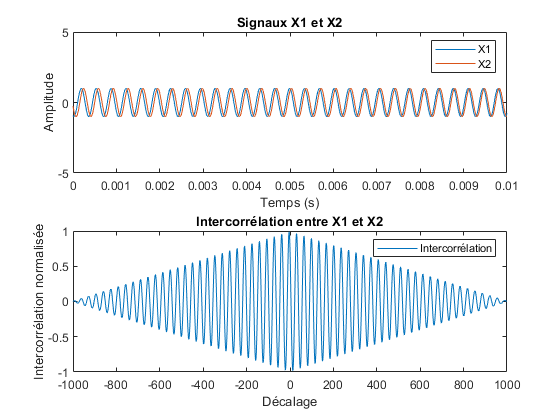 Signaux X1 et X2
Amplitude
5
0
-5
X1
X2
0 0.001 0.002 0.003 0.004 0.005 0.006 0.007 0.008 0.009 0.01
Temps (s)
Intercorrélation entre X1 et X2
Intercorrélation normalisée
1
0.5
0
-0.5
-1
Intercorrélation
-1000 -800 -600 -400 -200 0 200 400 600 800 1000
Décalage